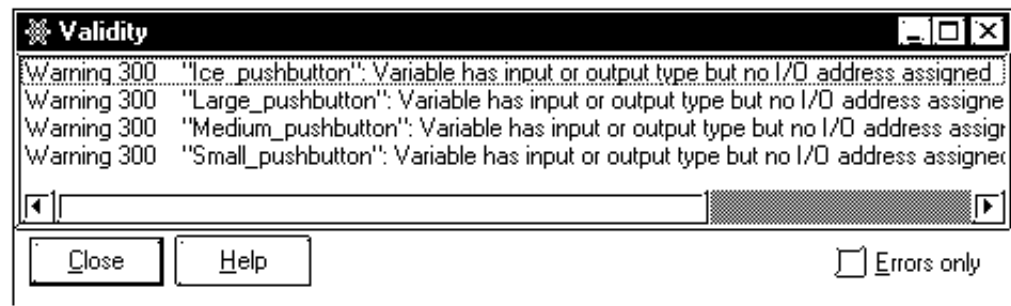 Validity
Warning 300 "Ice_pushbutton": Variable has input or output type but no I/O address assigned
Warning 300 "Large_pushbutton": Variable has input or output type but no I/O address assigne
Warning 300 "Medium_pushbutton": Variable has input or output type but no I/O address assigr
Warning 300 "Small_pushbutton": Variable has input or output type but no I/O address assigned
Close Help Errors only